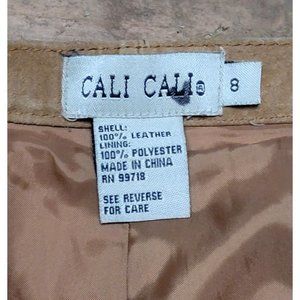 CALI CALI®
8
SHELL:
100% LEATHER
LINING:
100% POLYESTER
MADE IN CHINA
RN 99718
SEE REVERSE
FOR CARE